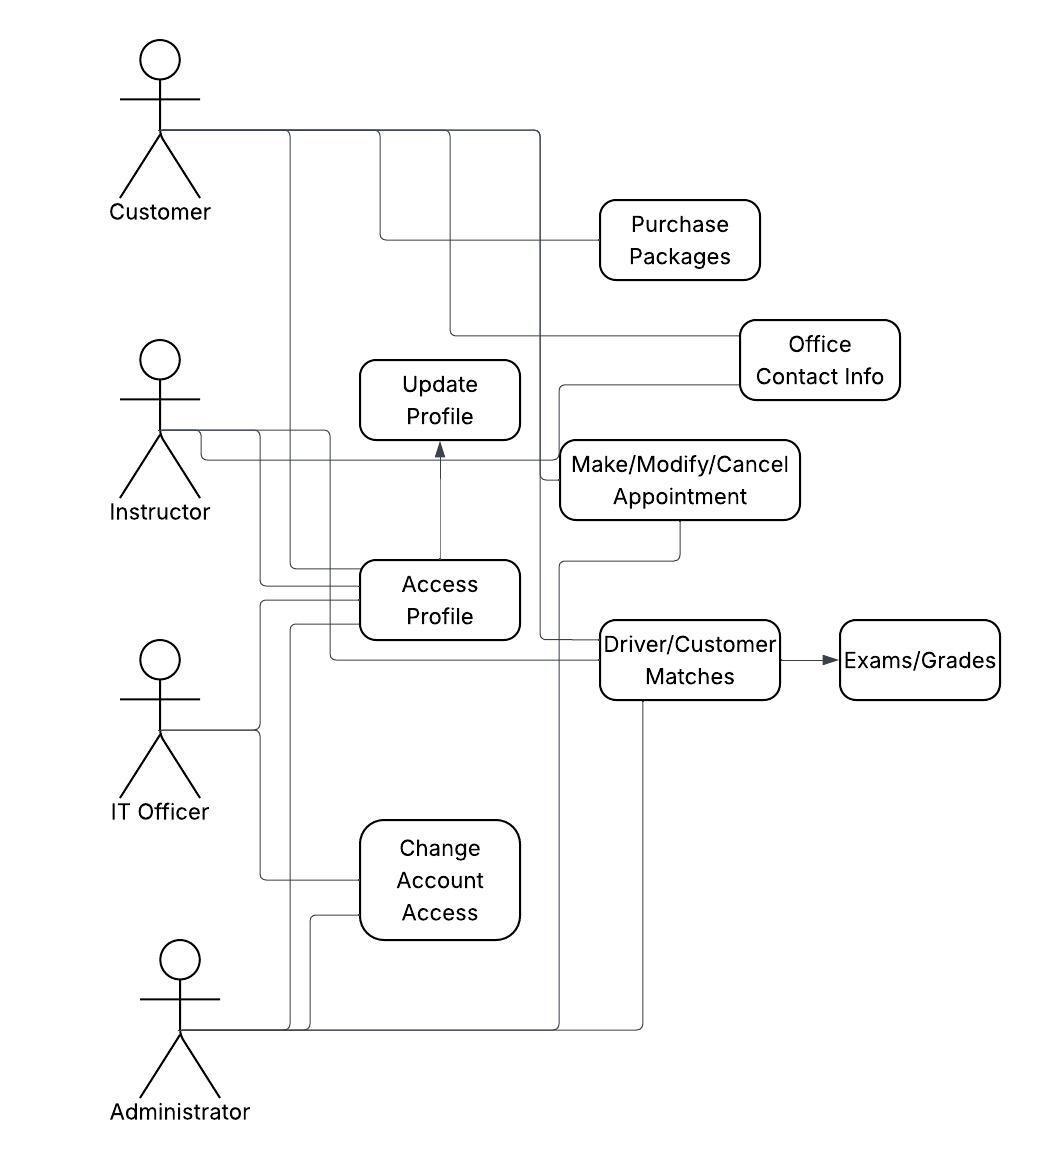 Customer
Purchase
Packages
Office
Contact Info
Update
Profile
Make/Modify/Cancel
Appointment
Instructor
Access
Profile
Driver/Customer
Matches
Exams/Grades
IT Officer
Change
Account
Access
Administrator